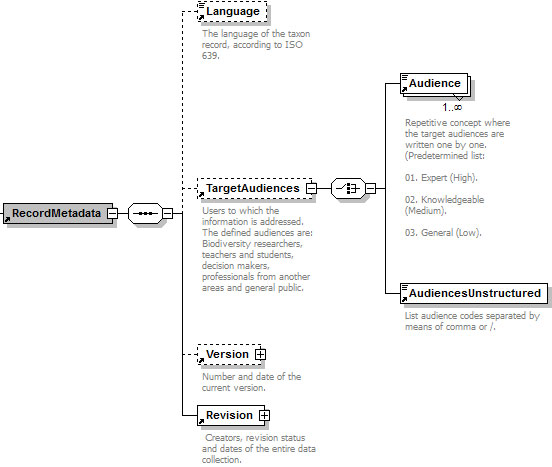 Language
The language of the taxon
record, according to ISO
639.
Audience
1..∞
Repetitive concept where
the target audiences are
written one by one.
(Predetermined list:
01. Expert (High).
02. Knowledgeable
(Medium).
03. General (Low).
RecordMetadata
TargetAudiences
Users to which the
information is addressed.
The defined audiences are:
Biodiversity researchers,
teachers and students,
decision makers,
professionals from another
areas and general public.
AudiencesUnstructured
List audience codes separated by
means of comma or /.
Version
Number and date of the
current version.
Revision
Creators, revision status
and dates of the entire data
collection.